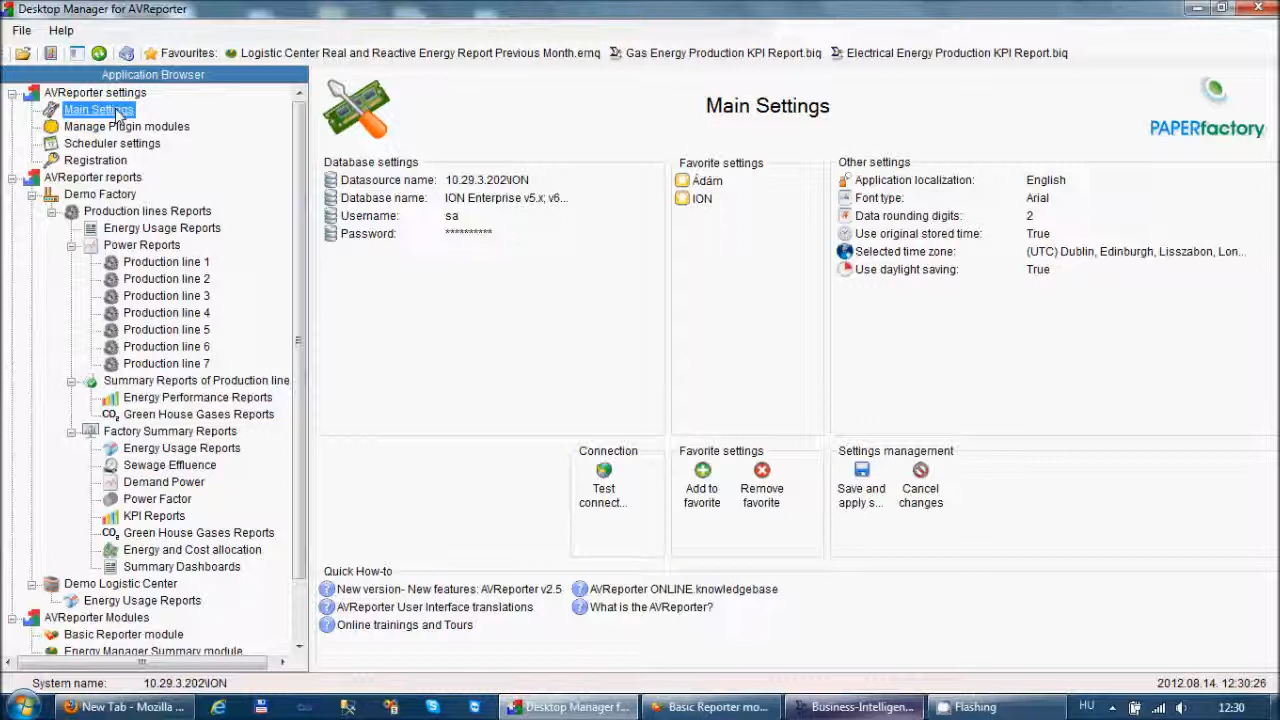 Desktop Manager for AVReporter
File Help
Favourites: Logistic Center Real and Reactive Energy Report Previous Month.emq Gas Energy Production KPI Report.biq Electrical Energy Production KPI Report.biq
Application Browser
AVReporter settings
Main Settings
Manage Plugin modules
Scheduler settings
Registration
AVReporter reports
Demo Factory
Production lines Reports
Energy Usage Reports
Power Reports
Production line 1
Production line 2
Production line 3
Production line 4
Production line 5
Production line 6
Production line 7
Summary Reports of Production line
Energy Performance Reports
CO2 Green House Gases Reports
Factory Summary Reports
Energy Usage Reports
Sewage Effluence
Demand Power
Power Factor
KPI Reports
CO2 Green House Gases Reports
Energy and Cost allocation
Summary Dashboards
Demo Logistic Center
Energy Usage Reports
AVReporter Modules
Basic Reporter module
Energy Manager Summary module
Main Settings
PAPERfactory
Database settings
Datasource name: 10.29.3.202\ION
Database name: ION Enterprise v5.x; v6...
Username: sa
Password: **********
Favorite settings
Ádám
ION
Other settings
Application localization: English
Font type: Arial
Data rounding digits: 2
Use original stored time: True
Selected time zone: (UTC) Dublin, Edinburgh, Lisszabon, Lon...
Use daylight saving: True
Connection
Test connect...
Favorite settings
Add to favorite
Remove favorite
Settings management
Save and apply s...
Cancel changes
Quick How-to
New version- New features: AVReporter v2.5
AVReporter ONLINE knowledgebase
AVReporter User Interface translations
What is the AVReporter?
Online trainings and Tours
System name: 10.29.3.202\ION
2012.08.14. 12:30:26
New Tab - Mozilla ...
Desktop Manager f...
Basic Reporter mo...
Business-Intelligen...
Flashing
HU
12:30